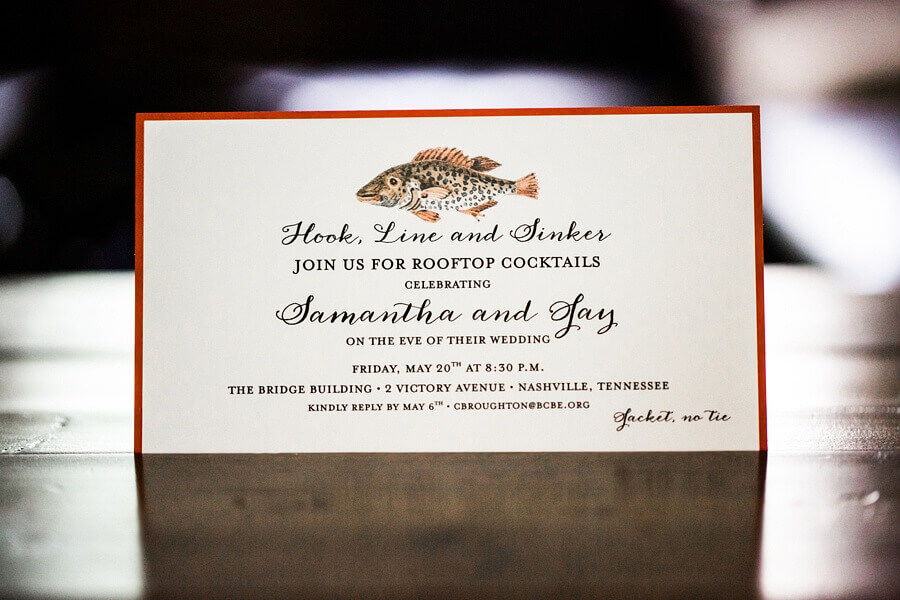 Hook, Line and Sinker
JOIN US FOR ROOFTOP COCKTAILS
CELEBRATING
Samantha and Jay
ON THE EVE OF THEIR WEDDING
FRIDAY, MAY 20TH AT 8:30 P.M.
THE BRIDGE BUILDING • 2 VICTORY AVENUE • NASHVILLE, TENNESSEE
KINDLY REPLY BY MAY 6TH • CBROUGHTON@BCBE.ORG
Jacket, no tie